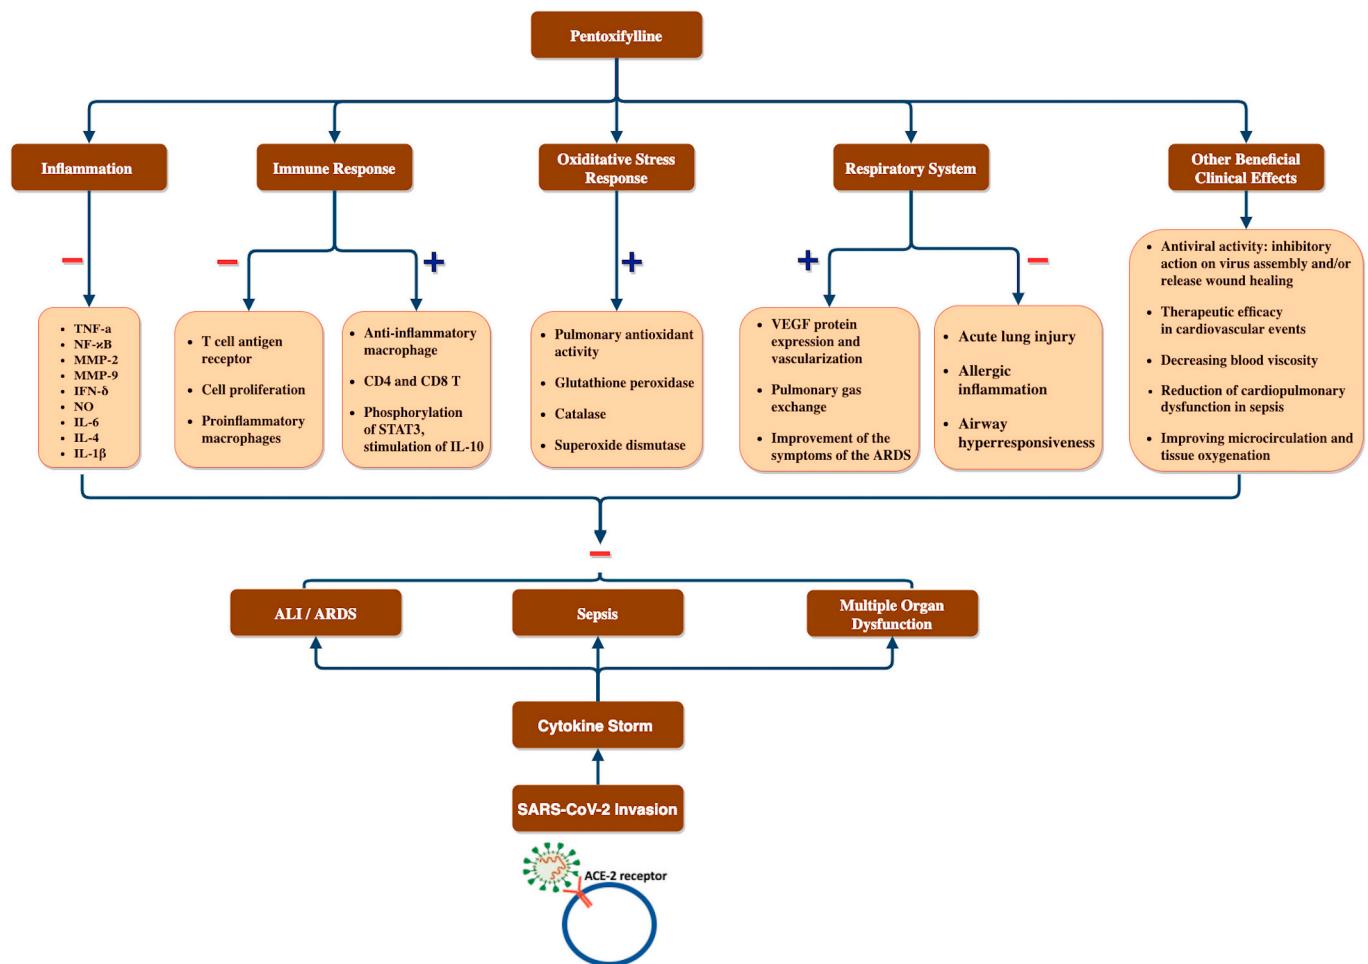 Pentoxifylline
Inflammation
Immune Response
Oxiditative Stress
Response
Respiratory System
Other Beneficial
Clinical Effects
−
−
+
+
+
−
• TNF-a
• NF-ϰB
• MMP-2
• MMP-9
• IFN-δ
• NO
• IL-6
• IL-4
• IL-1β
• T cell antigen
receptor
• Cell proliferation
• Proinflammatory
macrophages
• Anti-inflammatory
macrophage
• CD4 and CD8 T
• Phosphorylation
of STAT3,
stimulation of IL-10
• Pulmonary antioxidant
activity
• Glutathione peroxidase
• Catalase
• Superoxide dismutase
• VEGF protein
expression and
vascularization
• Pulmonary gas
exchange
• Improvement of the
symptoms of the ARDS
• Acute lung injury
• Allergic
inflammation
• Airway
hyperresponsiveness
• Antiviral activity: inhibitory
action on virus assembly and/or
release wound healing
• Therapeutic efficacy
in cardiovascular events
• Decreasing blood viscosity
• Reduction of cardiopulmonary
dysfunction in sepsis
• Improving microcirculation and
tissue oxygenation
−
ALI / ARDS
Sepsis
Multiple Organ
Dysfunction
Cytokine Storm
SARS-CoV-2 Invasion
ACE-2 receptor